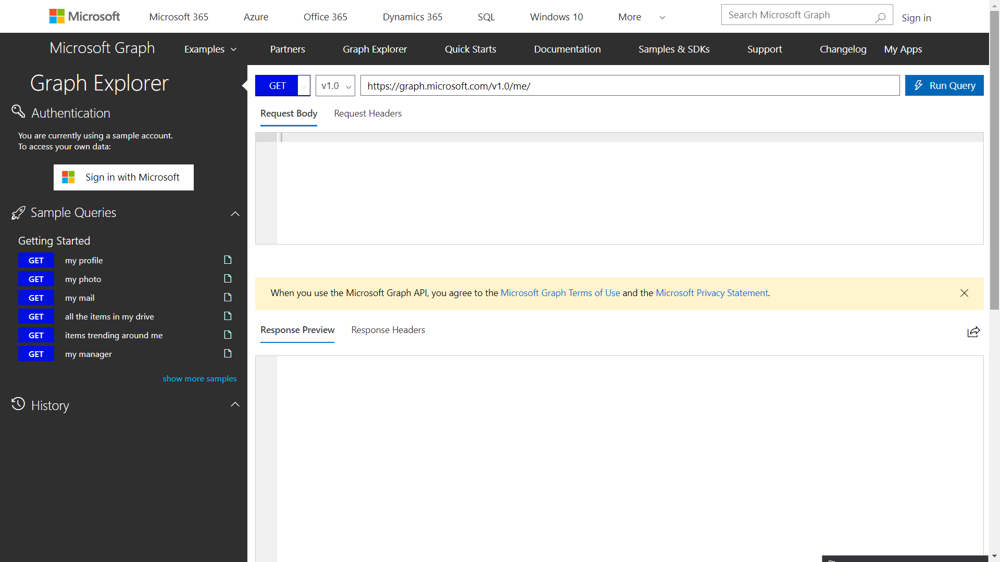 Microsoft
Microsoft 365
Azure
Office 365
Dynamics 365
SQL
Windows 10
More
Search Microsoft Graph
Sign in
Microsoft Graph
Examples
Partners
Graph Explorer
Quick Starts
Documentation
Samples & SDKs
Support
Changelog
My Apps
Graph Explorer
Authentication
You are currently using a sample account.
To access your own data:
Sign in with Microsoft
Sample Queries
Getting Started
GET my profile
GET my photo
GET my mail
GET all the items in my drive
GET items trending around me
GET my manager
show more samples
History
GET
v1.0
https://graph.microsoft.com/v1.0/me/
Run Query
Request Body
Request Headers
When you use the Microsoft Graph API, you agree to the Microsoft Graph Terms of Use and the Microsoft Privacy Statement.
Response Preview
Response Headers